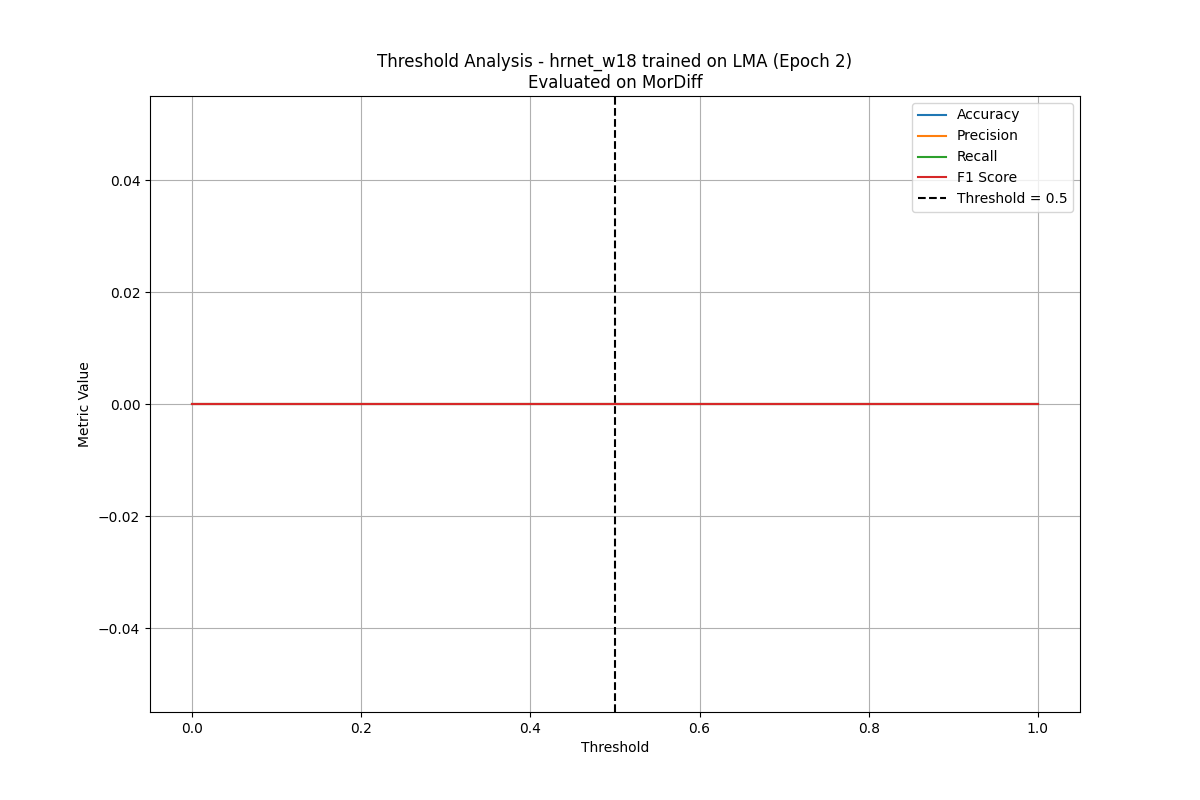 Threshold Analysis - hrnet_w18 trained on LMA (Epoch 2)
Evaluated on MorDiff
Accuracy
Precision
Recall
F1 Score
Threshold = 0.5
Metric Value
0.04
0.02
0.00
−0.02
−0.04
0.0 0.2 0.4 0.6 0.8 1.0
Threshold